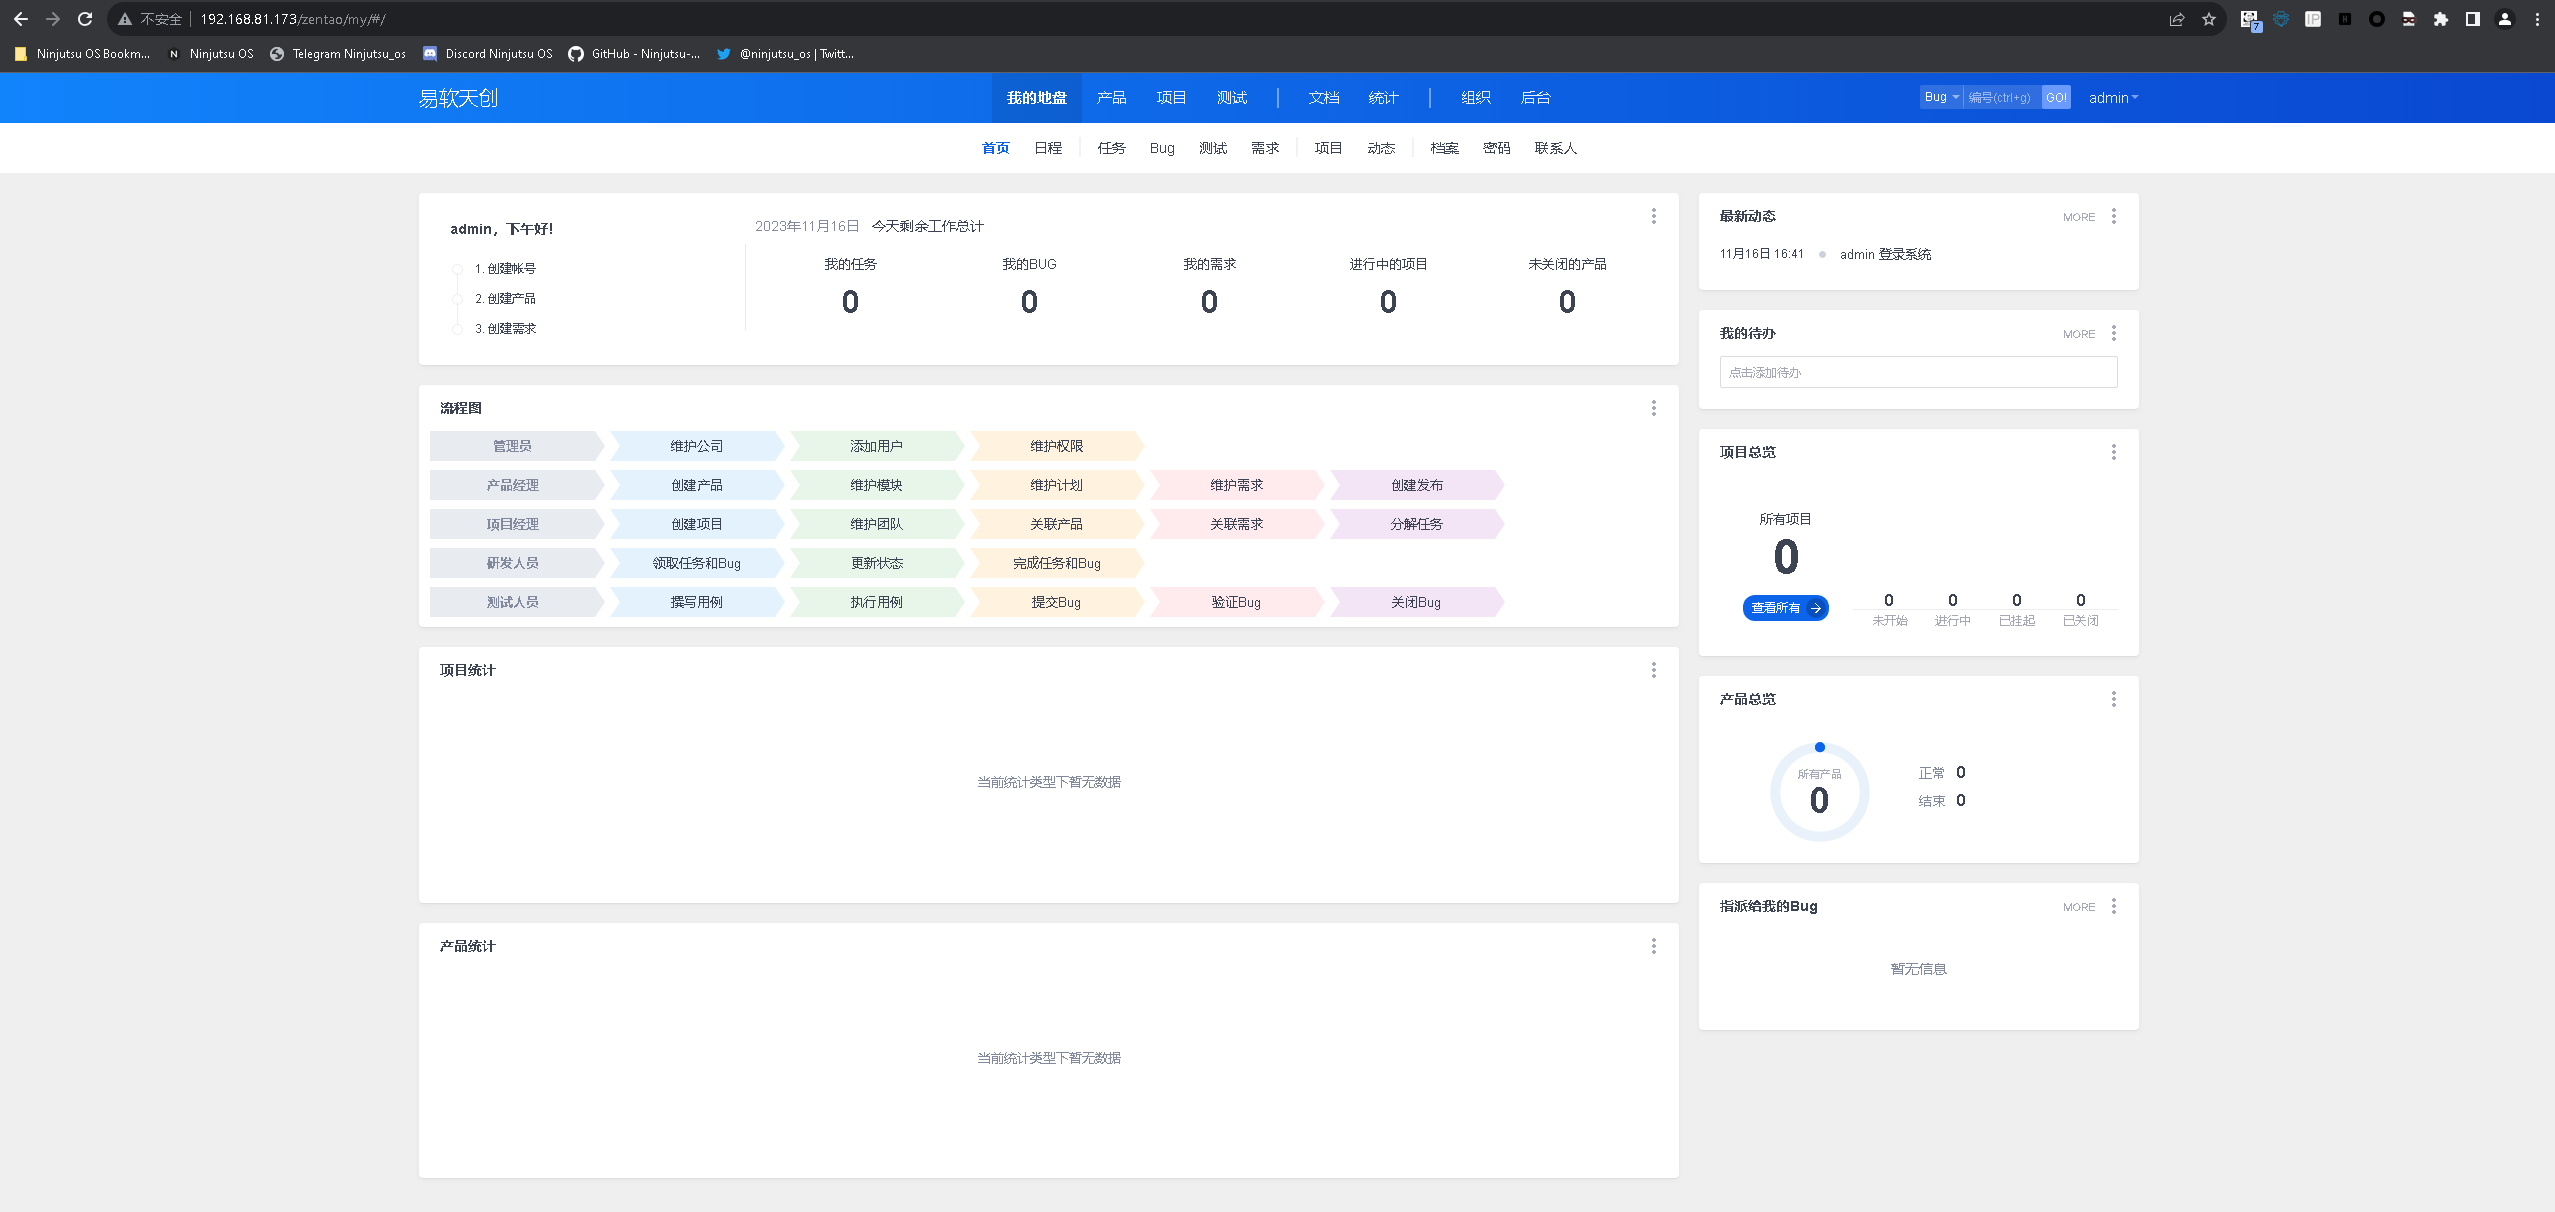 不安全 192.168.81.173/zentao/my/#/
Ninjutsu OS Bookm... Ninjutsu OS Telegram Ninjutsu_os Discord Ninjutsu OS GitHub - Ninjutsu-... @ninjutsu_os | Twitt...
易软天创 我的地盘 产品 项目 测试 文档 统计 组织 后台 Bug 编号(ctrl+g) GO! admin
首页 日程 任务 Bug 测试 需求 项目 动态 档案 密码 联系人
admin，下午好!
1. 创建帐号
2. 创建产品
3. 创建需求
2023年11月16日 今天剩余工作总计
我的任务 我的BUG 我的需求 进行中的项目 未关闭的产品
0 0 0 0 0
流程图
管理员 维护公司 添加用户 维护权限
产品经理 创建产品 维护模块 维护计划 维护需求 创建发布
项目经理 创建项目 维护团队 关联产品 关联需求 分解任务
研发人员 领取任务和Bug 更新状态 完成任务和Bug
测试人员 撰写用例 执行用例 提交Bug 验证Bug 关闭Bug
项目统计
当前统计类型下暂无数据
产品统计
当前统计类型下暂无数据
最新动态 MORE
11月16日 16:41 admin 登录系统
我的待办 MORE
点击添加待办
项目总览
所有项目
0
查看所有
0 0 0 0
未开始 进行中 已挂起 已关闭
产品总览
所有产品
0
正常 0
结束 0
指派给我的Bug MORE
暂无信息
7